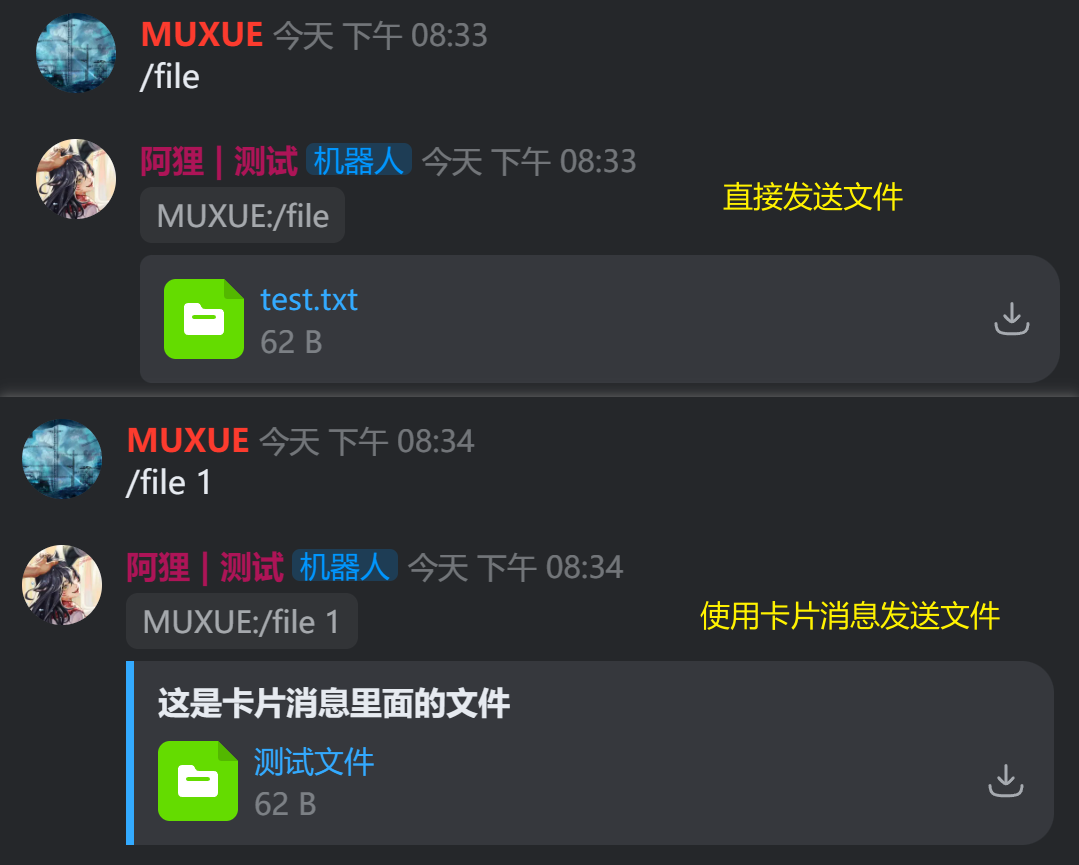 MUXUE 今天 下午 08:33
/file
阿狸 | 测试 机器人 今天 下午 08:33
直接发送文件
MUXUE:/file
test.txt
62 B
MUXUE 今天 下午 08:34
/file 1
阿狸 | 测试 机器人 今天 下午 08:34
使用卡片消息发送文件
MUXUE:/file 1
这是卡片消息里面的文件
测试文件
62 B